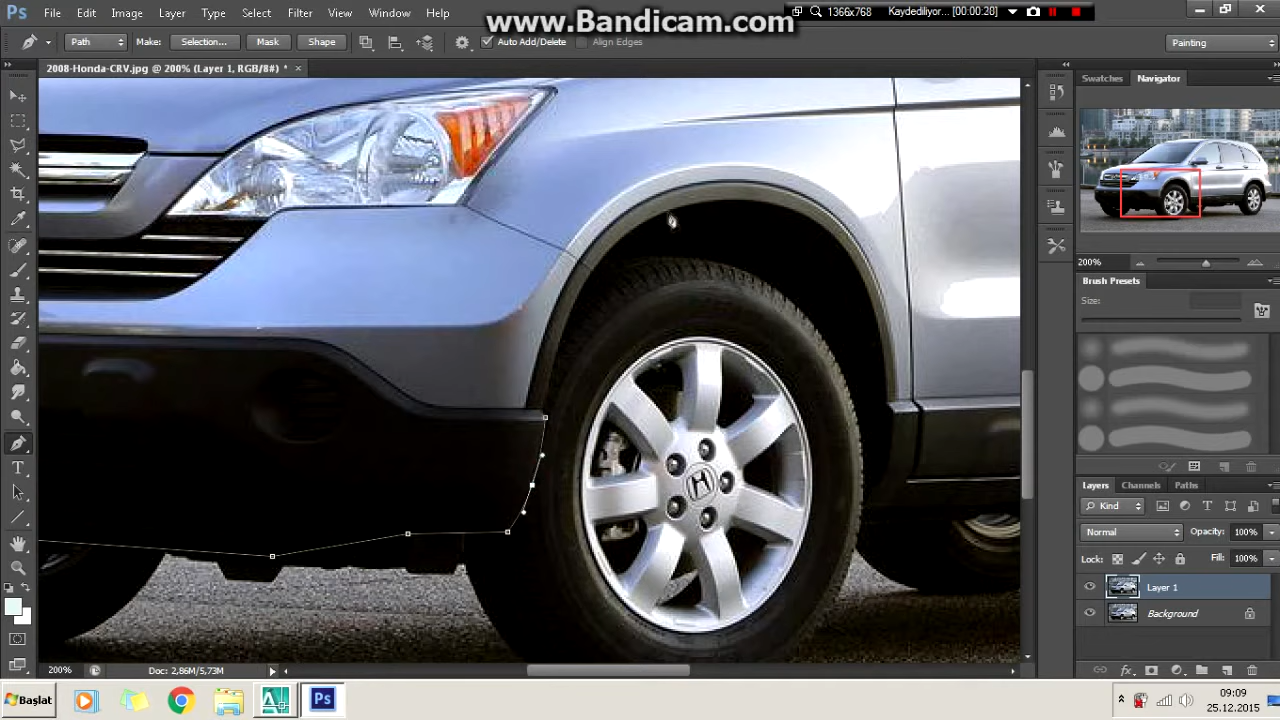 www.Bandicam.com
Ps File Edit Image Layer Type Select Filter View Window Help
1366x768 Kaydediliyor... [00:00:28]
Path Make: Selection... Mask Shape Auto Add/Delete Align Edges Painting
2008-Honda-CRV.jpg @ 200% (Layer 1, RGB/8#) *
Swatches Navigator
200%
Brush Presets
Size:
Layers Channels Paths
Kind
Normal Opacity: 100%
Lock: Fill: 100%
Layer 1
Background
200% Doc: 2,86M/5,73M
Başlat Ps
09:09
25.12.2015